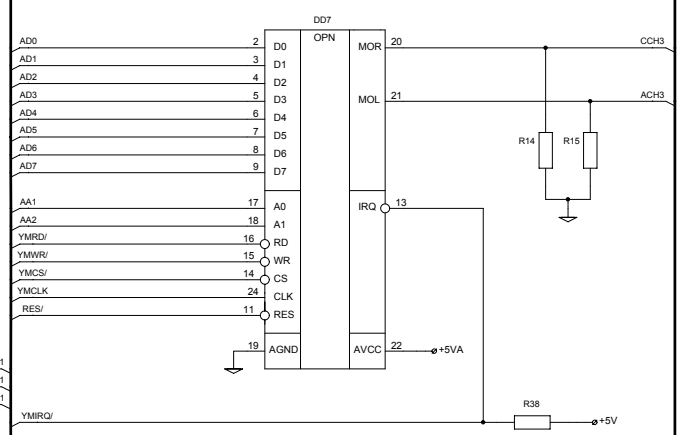 DD7
OPN
AD0 2 D0 MOR 20 CCH3
AD1 3 D1
AD2 4 D2
AD3 5 D3 MOL 21 ACH3
AD4 6 D4
AD5 7 D5 R14 R15
AD6 8 D6
AD7 9 D7
AA1 17 A0 IRQ 13
AA2 18 A1
YMRD/ 16 RD
YMWR/ 15 WR
YMCS/ 14 CS
YMCLK 24 CLK
RES/ 11 RES
19 AGND AVCC 22 +5VA
1
1
1
R38
YMIRQ/ +5V